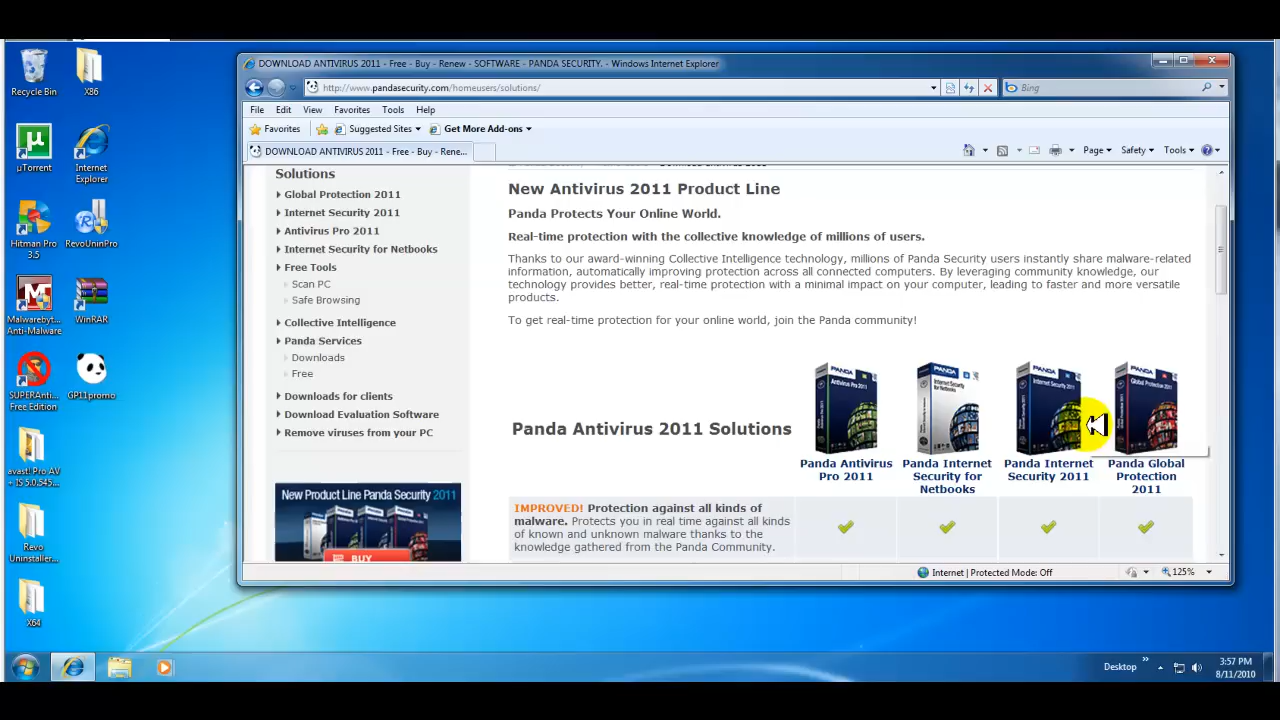 Recycle Bin
X86
µTorrent
Internet
Explorer
Hitman Pro
3.5
RevoUninPro
Malwarebyt...
Anti-Malware
WinRAR
SUPERAnti...
Free Edition
GP11promo
avast! Pro AV
Revo
Uninstaller...
X64
DOWNLOAD ANTIVIRUS 2011 - Free - Buy - Renew - SOFTWARE - PANDA SECURITY. - Windows Internet Explorer
http://www.pandasecurity.com/homeusers/solutions/
Bing
File Edit View Favorites Tools Help
Favorites Suggested Sites Get More Add-ons
DOWNLOAD ANTIVIRUS 2011 - Free - Buy - Rene...
Page Safety Tools
Solutions
Global Protection 2011
Internet Security 2011
Antivirus Pro 2011
Internet Security for Netbooks
Free Tools
Scan PC
Safe Browsing
Collective Intelligence
Panda Services
Downloads
Free
Downloads for clients
Download Evaluation Software
Remove viruses from your PC
New Product Line Panda Security 2011
BUY
New Antivirus 2011 Product Line
Panda Protects Your Online World.
Real-time protection with the collective knowledge of millions of users.
Thanks to our award-winning Collective Intelligence technology, millions of Panda Security users instantly share malware-related
information, automatically improving protection across all connected computers. By leveraging community knowledge, our
technology provides better, real-time protection with a minimal impact on your computer, leading to faster and more versatile
products.
To get real-time protection for your online world, join the Panda community!
Panda Antivirus 2011 Solutions
Panda Antivirus
Pro 2011
Panda Internet
Security for
Netbooks
Panda Internet
Security 2011
Panda Global
Protection
2011
IMPROVED! Protection against all kinds of
malware. Protects you in real time against all kinds
of known and unknown malware thanks to the
knowledge gathered from the Panda Community.
Internet | Protected Mode: Off
125%
Desktop
3:57 PM
8/11/2010